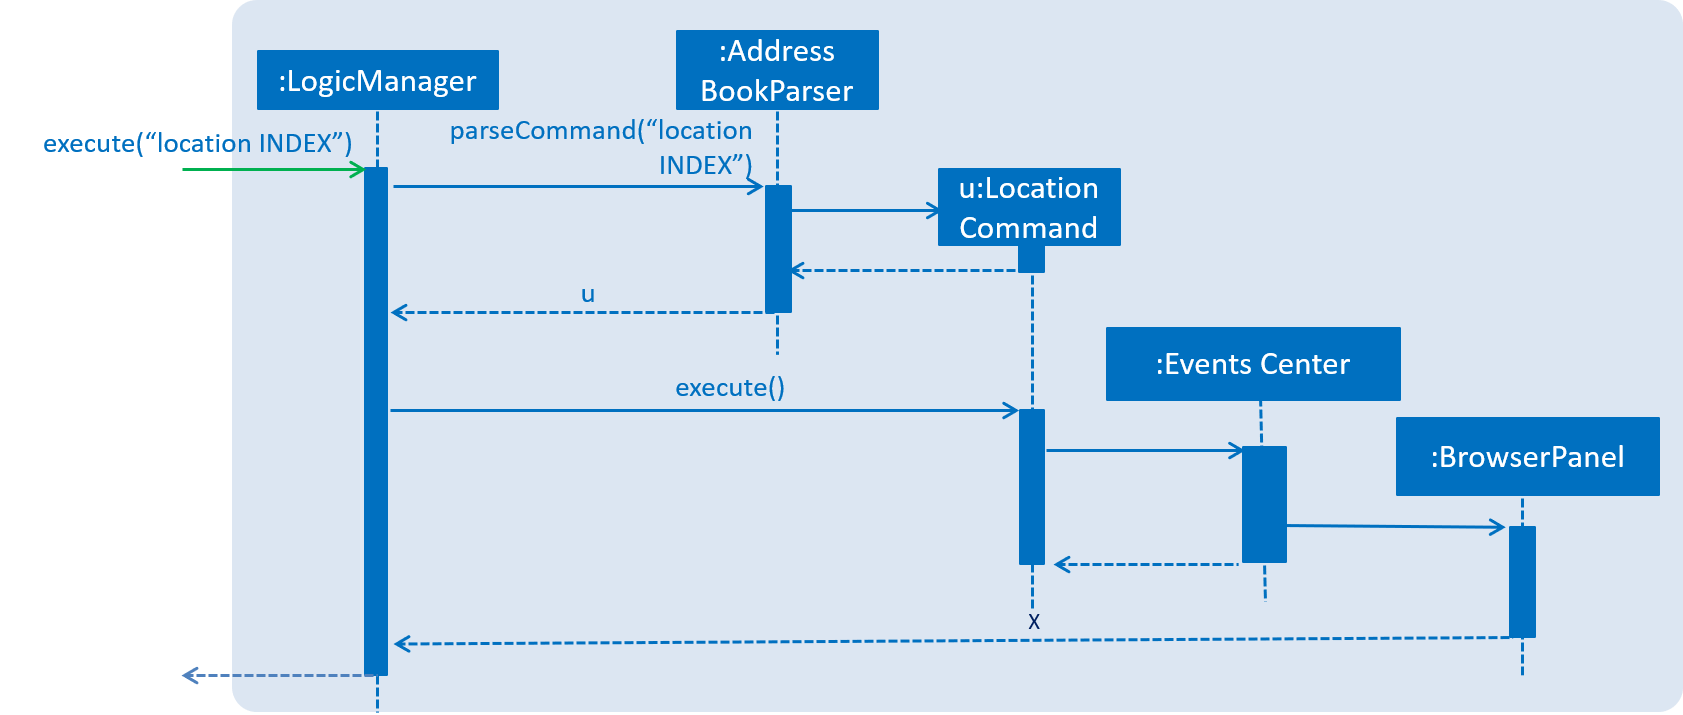 :LogicManager
:Address
BookParser
execute(“location INDEX”)
parseCommand(“location
INDEX”)
u:Location
Command
u
:Events Center
execute()
:BrowserPanel
X